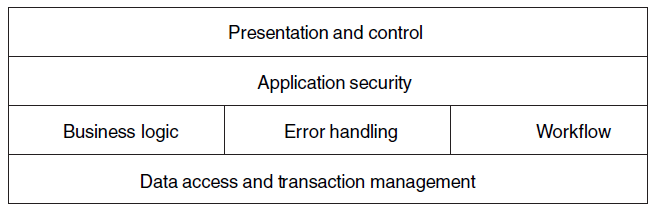 Presentation and control
Application security
Business logic Error handling Workflow
Data access and transaction management